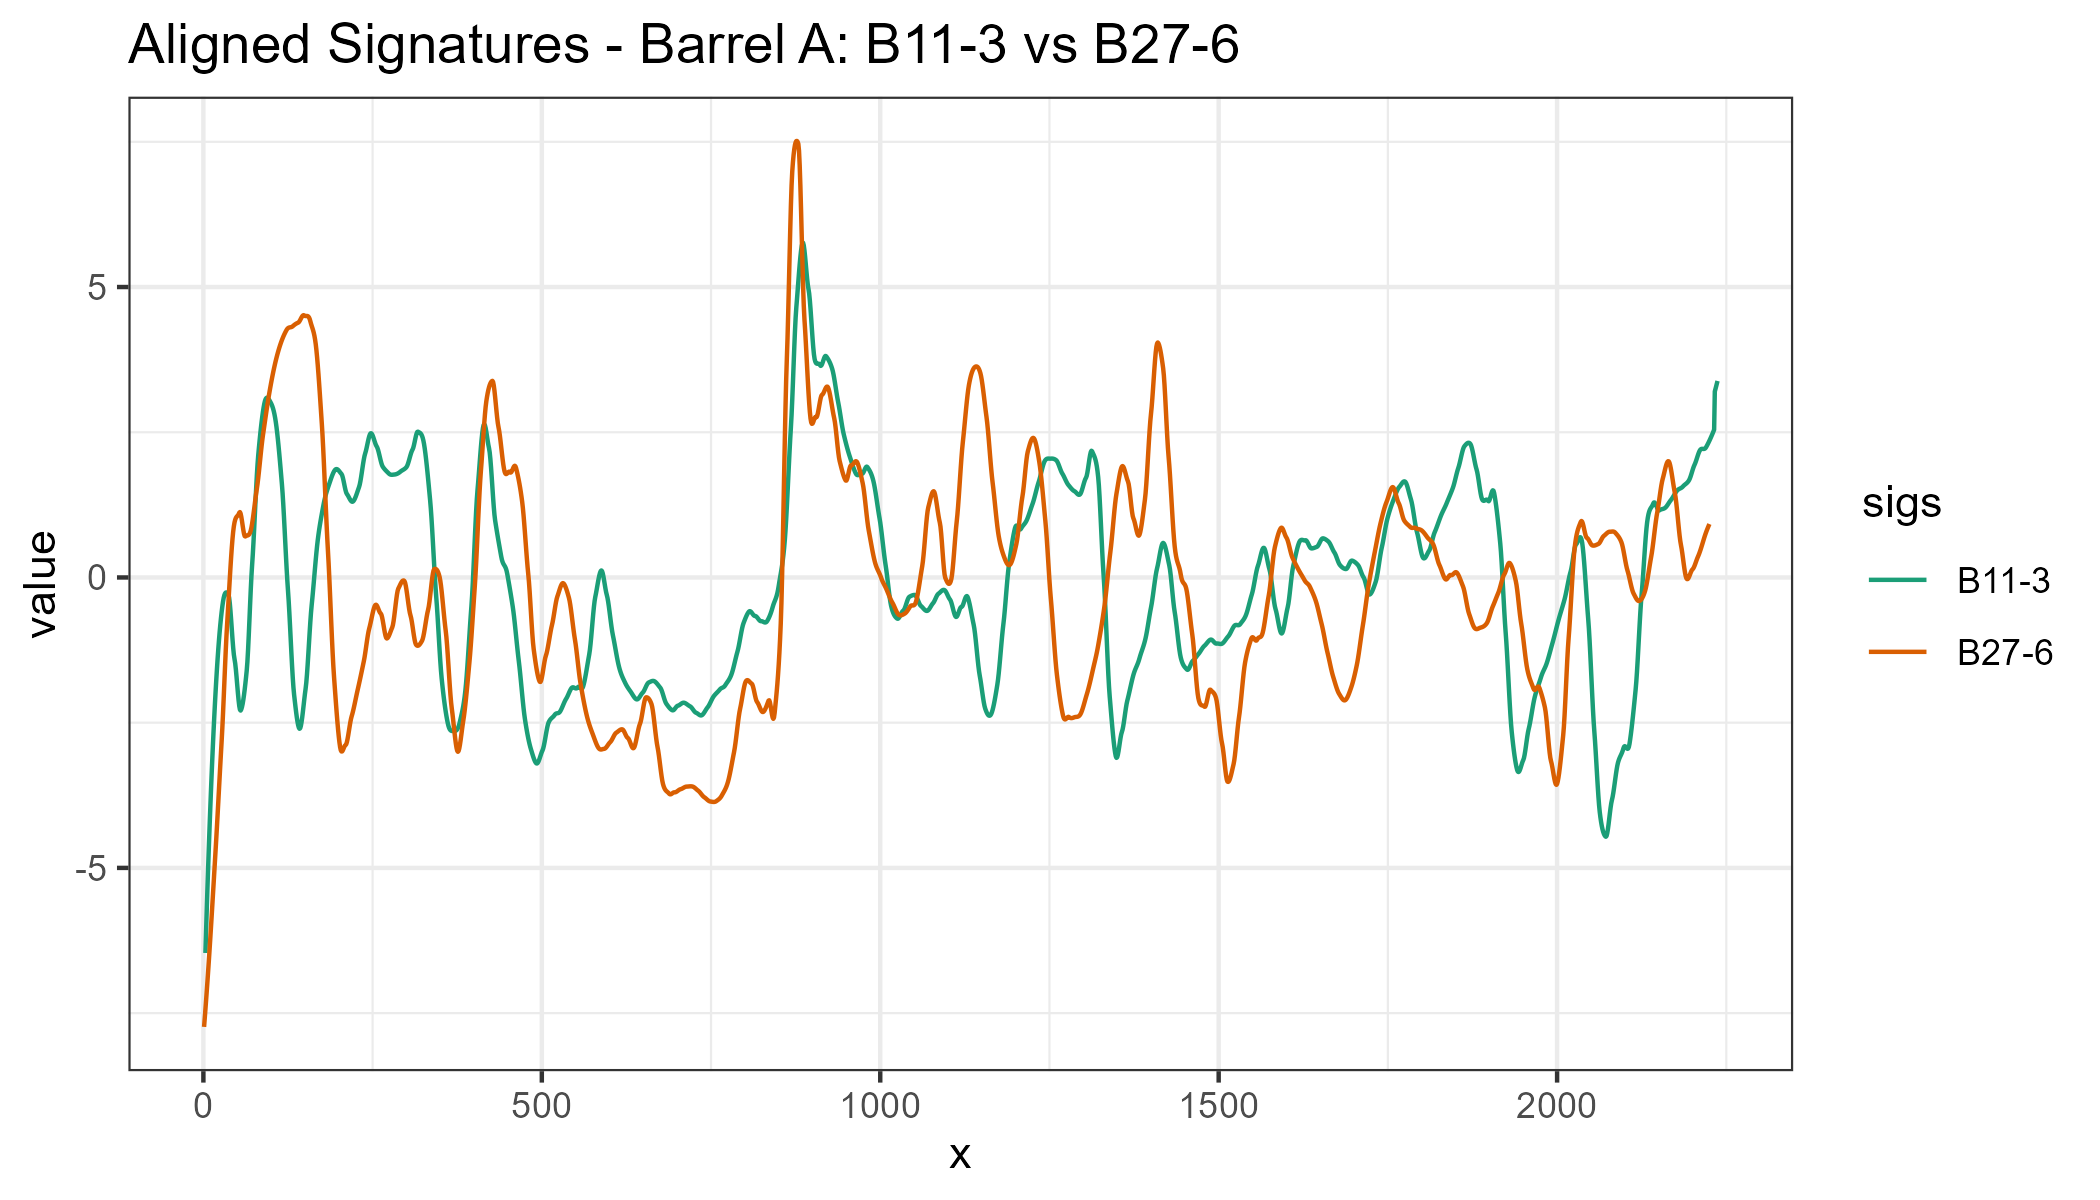 Aligned Signatures - Barrel A: B11-3 vs B27-6
value
5
0
-5
0 500 1000 1500 2000
x
sigs
B11-3
B27-6